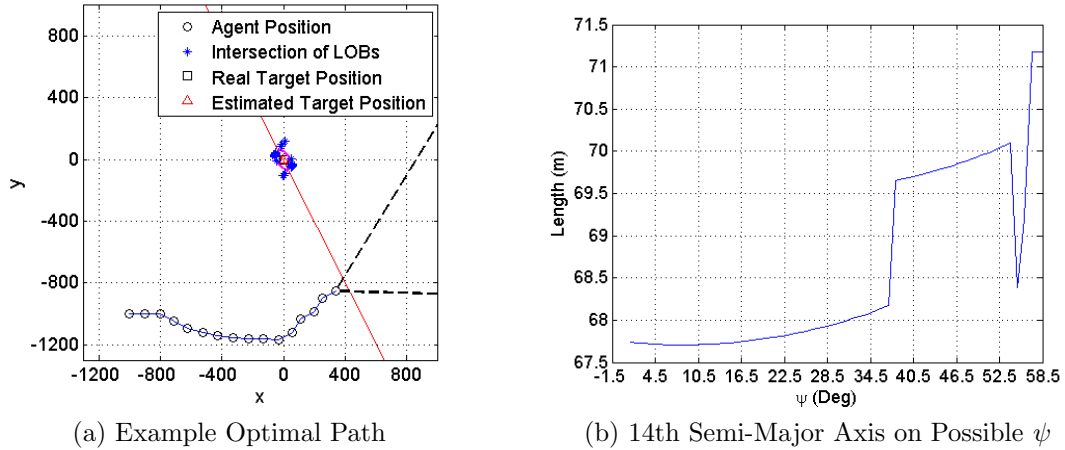 800
400
0
-400
-800
-1200
y
-1200 -800 -400 0 400 800
x
Agent Position
Intersection of LOBs
Real Target Position
Estimated Target Position
(a) Example Optimal Path
71.5
71
70.5
70
69.5
69
68.5
68
67.5
Length (m)
-1.5 4.5 10.5 16.5 22.5 28.5 34.5 40.5 46.5 52.5 58.5
ψ (Deg)
(b) 14th Semi-Major Axis on Possible ψ